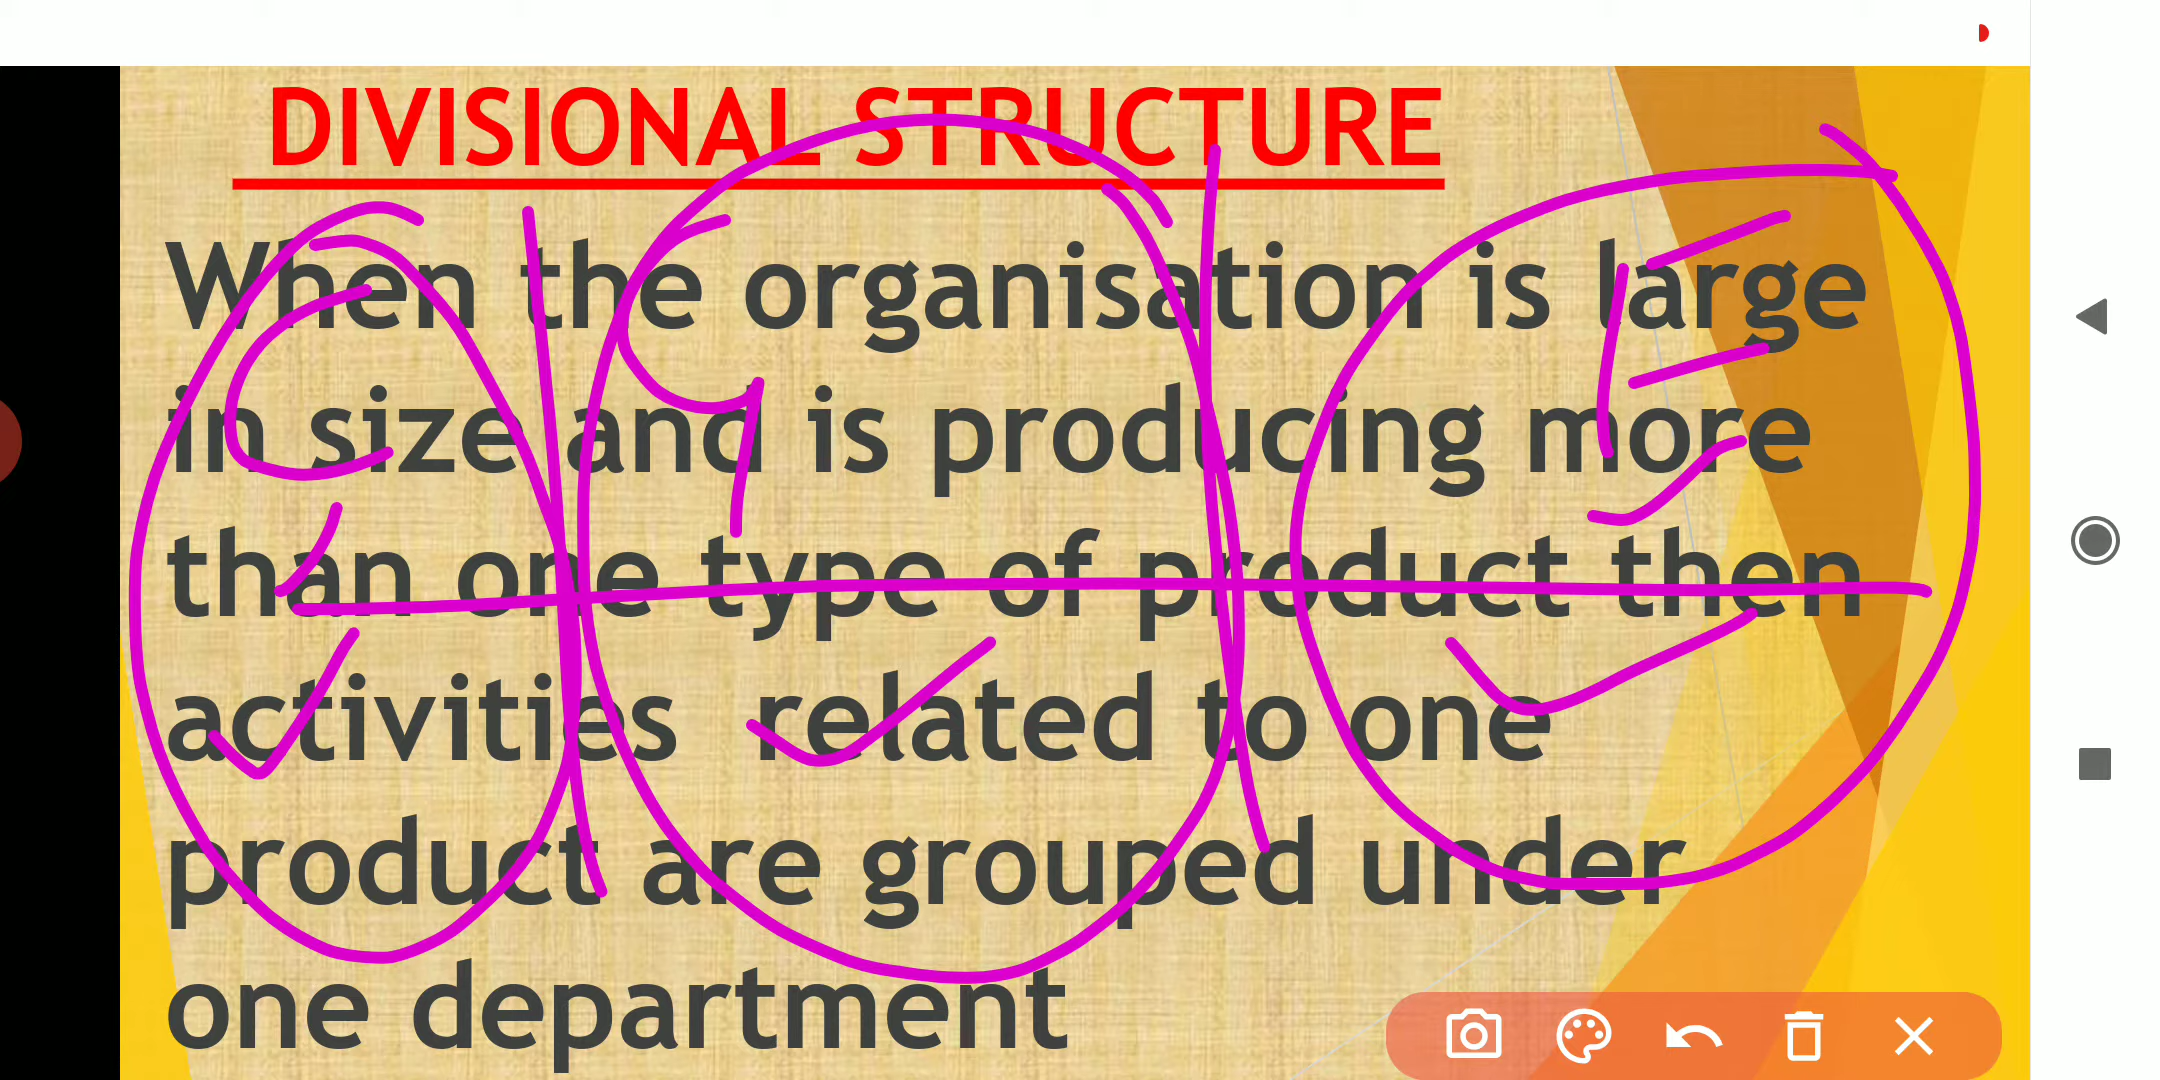 DIVISIONAL STRUCTURE
When the organisation is large
in size and is producing more
than one type of product then
activities related to one
product are grouped under
one department